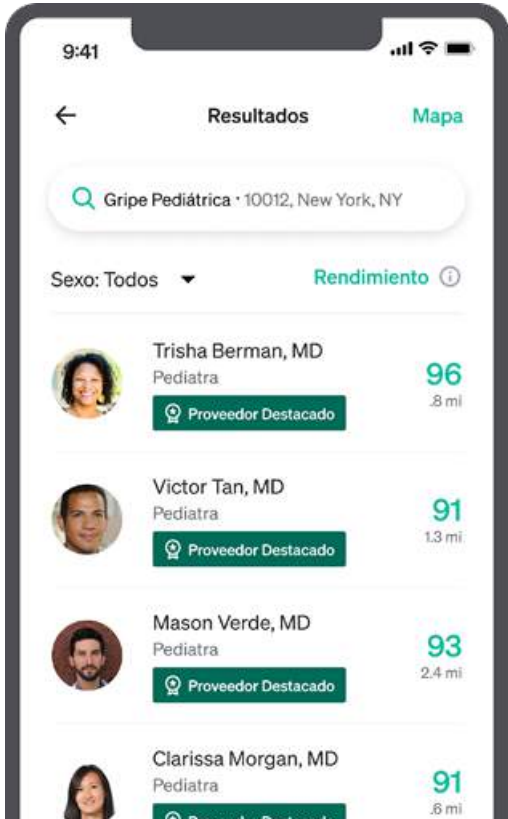 9:41
Resultados
Mapa
Gripe Pediátrica · 10012, New York, NY
Sexo: Todos
Rendimiento
Trisha Berman, MD
Pediatra
96
.8 mi
Proveedor Destacado
Victor Tan, MD
Pediatra
91
1.3 mi
Proveedor Destacado
Mason Verde, MD
Pediatra
93
2.4 mi
Proveedor Destacado
Clarissa Morgan, MD
Pediatra
91
.6 mi
Proveedor Destacado